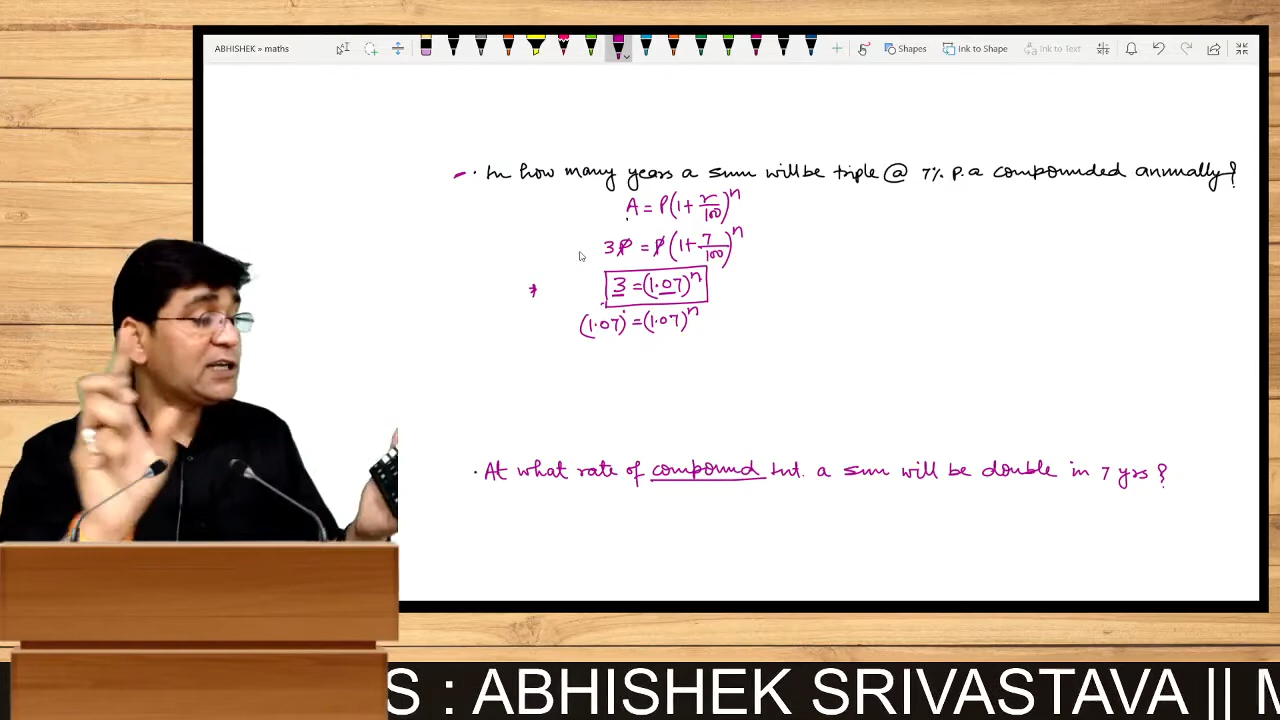 ABHISHEK » maths
Shapes
Ink to Shape
Ink to Text
· In how many years a sum will be triple @ 7% p.a compounded annually?
A = P(1+ r/100)^n
3P = P(1+ 7/100)^n
3 = (1.07)^n
(1.07) = (1.07)^n
· At what rate of compound Int. a sum will be double in 7 yrs?
S : ABHISHEK SRIVASTAVA || M